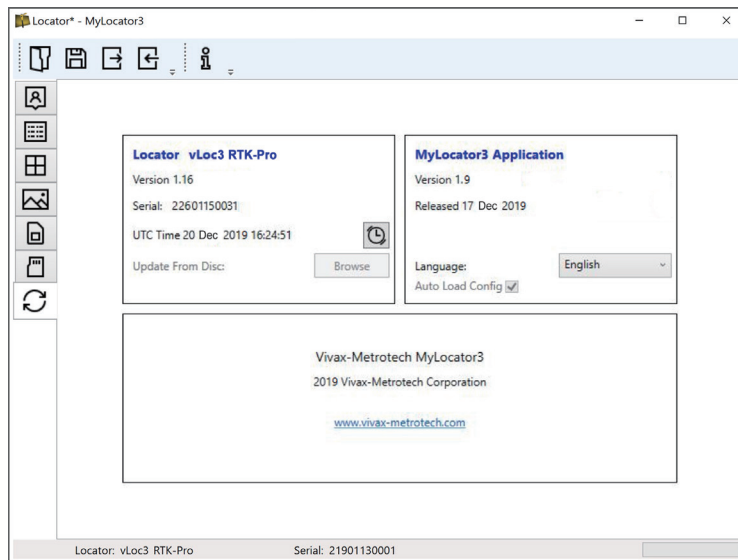 Locator* - MyLocator3
Locator vLoc3 RTK-Pro
Version 1.16
Serial: 22601150031
UTC Time 20 Dec 2019 16:24:51
Update From Disc:
Browse
MyLocator3 Application
Version 1.9
Released 17 Dec 2019
Language:
English
Auto Load Config
Vivax-Metrotech MyLocator3
2019 Vivax-Metrotech Corporation
www.vivax-metrotech.com
Locator: vLoc3 RTK-Pro
Serial: 21901130001